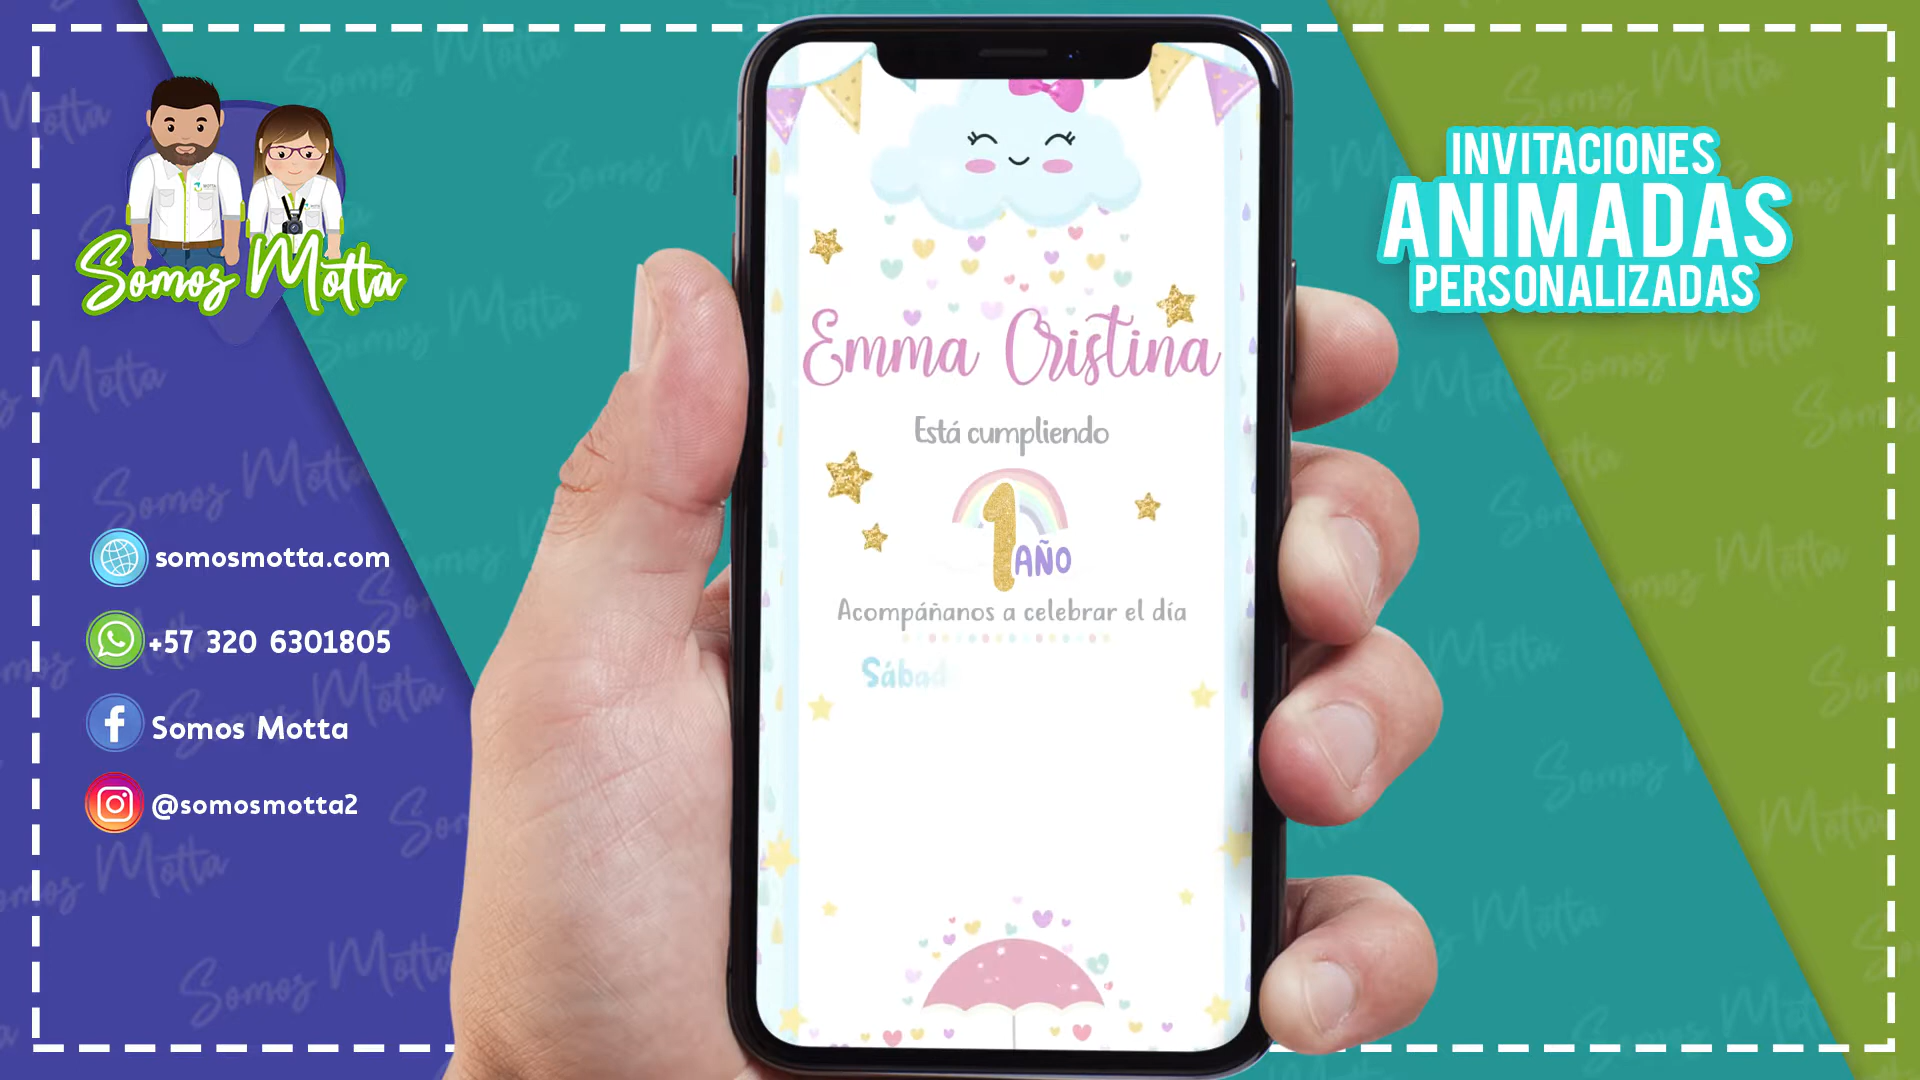 Somos Motta
INVITACIONES
ANIMADAS
PERSONALIZADAS
somosmotta.com
+57 320 6301805
Somos Motta
@somosmotta2
Emma Cristina
Está cumpliendo
1 AÑO
Acompáñanos a celebrar el día
Sábad